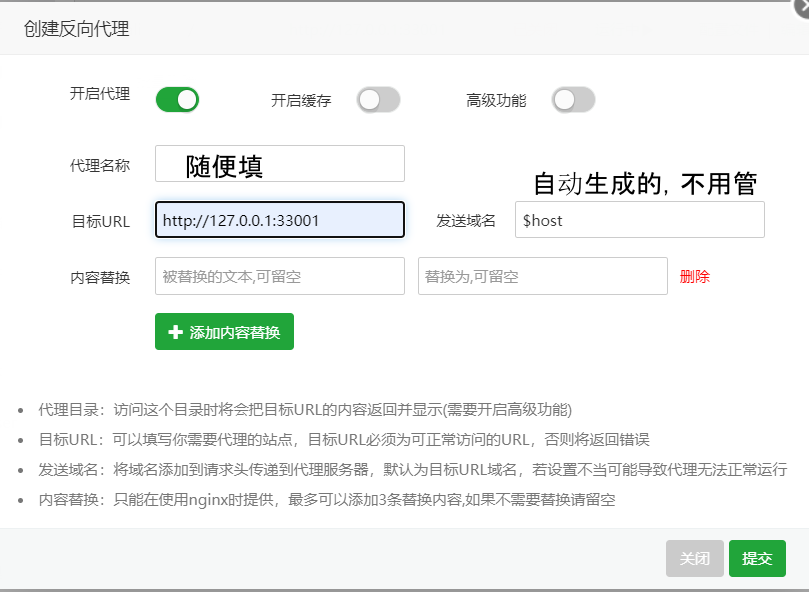 创建反向代理
开启代理 开启缓存 高级功能
代理名称 随便填
自动生成的, 不用管
目标URL http://127.0.0.1:33001 发送域名 $host
内容替换 被替换的文本,可留空 替换为,可留空 删除
添加内容替换
代理目录：访问这个目录时将会把目标URL的内容返回并显示(需要开启高级功能)
目标URL：可以填写你需要代理的站点，目标URL必须为可正常访问的URL，否则将返回错误
发送域名：将域名添加到请求头传递到代理服务器，默认为目标URL域名，若设置不当可能导致代理无法正常运行
内容替换：只能在使用nginx时提供，最多可以添加3条替换内容,如果不需要替换请留空
关闭 提交